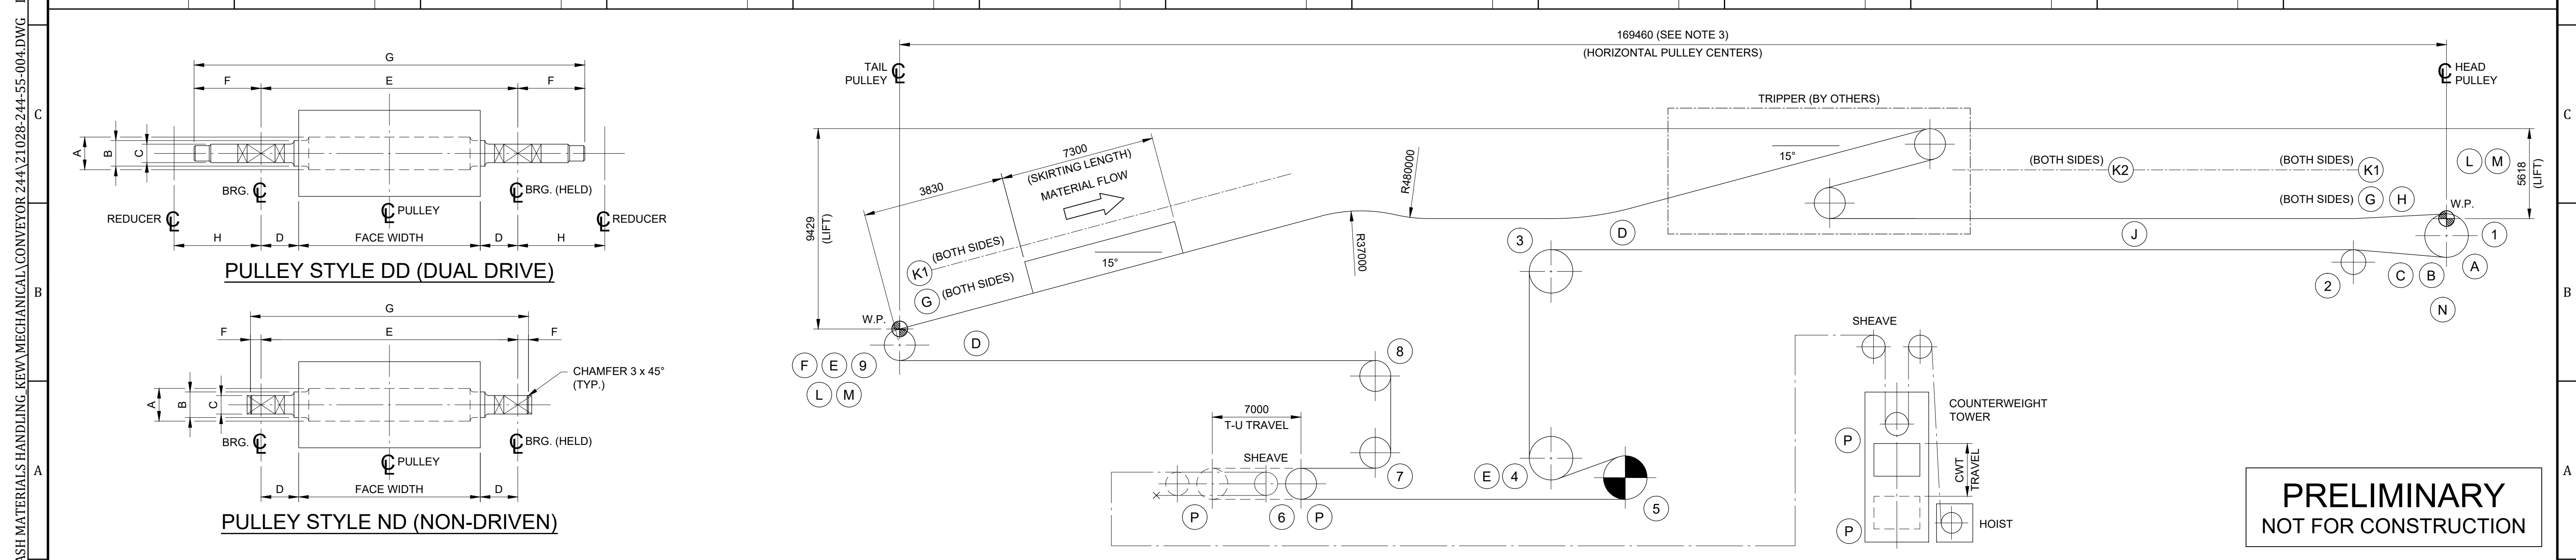 ASH MATERIALS HANDLING_KEW\MECHANICAL\CONVEYOR 244\21028-244-55-004.DWG
C
B
A
G
F
E
F
A
B
C
BRG. ℄
℄ BRG. (HELD)
℄ PULLEY
REDUCER ℄
℄ REDUCER
H
D
FACE WIDTH
D
H
PULLEY STYLE DD (DUAL DRIVE)
G
F
E
F
CHAMFER 3 x 45°
(TYP.)
A
B
C
BRG. ℄
℄ BRG. (HELD)
℄ PULLEY
D
FACE WIDTH
D
PULLEY STYLE ND (NON-DRIVEN)
169460 (SEE NOTE 3)
(HORIZONTAL PULLEY CENTERS)
TAIL
PULLEY ℄
℄ HEAD
PULLEY
TRIPPER (BY OTHERS)
7300
(SKIRTING LENGTH)
MATERIAL FLOW
3830
9429
(LIFT)
K1 (BOTH SIDES)
G (BOTH SIDES)
15°
W.P.
R37000
R480000
15°
(BOTH SIDES) K2
(BOTH SIDES) K1
L M
5618
(LIFT)
(BOTH SIDES) G H
W.P.
3
D
J
1
2
C B
A
N
F E 9
L M
D
8
7
7000
T-U TRAVEL
SHEAVE
P
6
P
E 4
5
SHEAVE
COUNTERWEIGHT
TOWER
P
CWT
TRAVEL
P
HOIST
PRELIMINARY
NOT FOR CONSTRUCTION
C
B
A